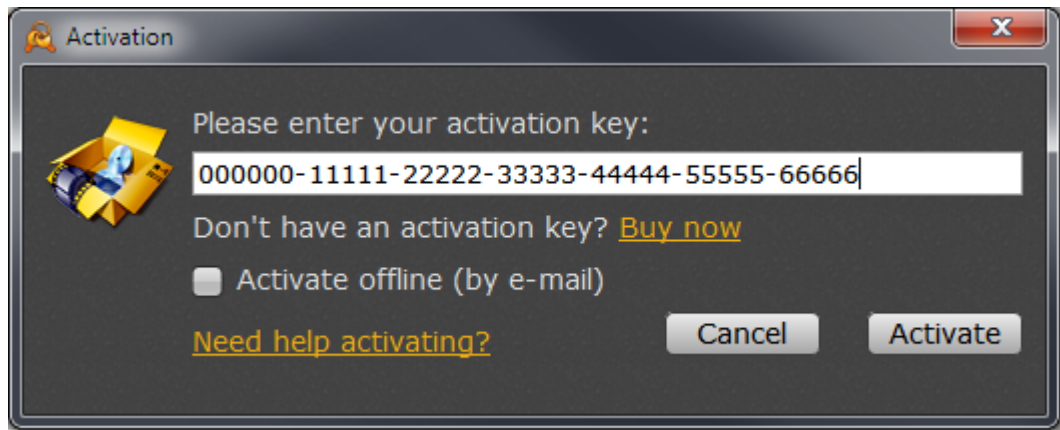 Activation
Please enter your activation key:
000000-11111-22222-33333-44444-55555-66666
Don't have an activation key? Buy now
Activate offline (by e-mail)
Need help activating? Cancel Activate